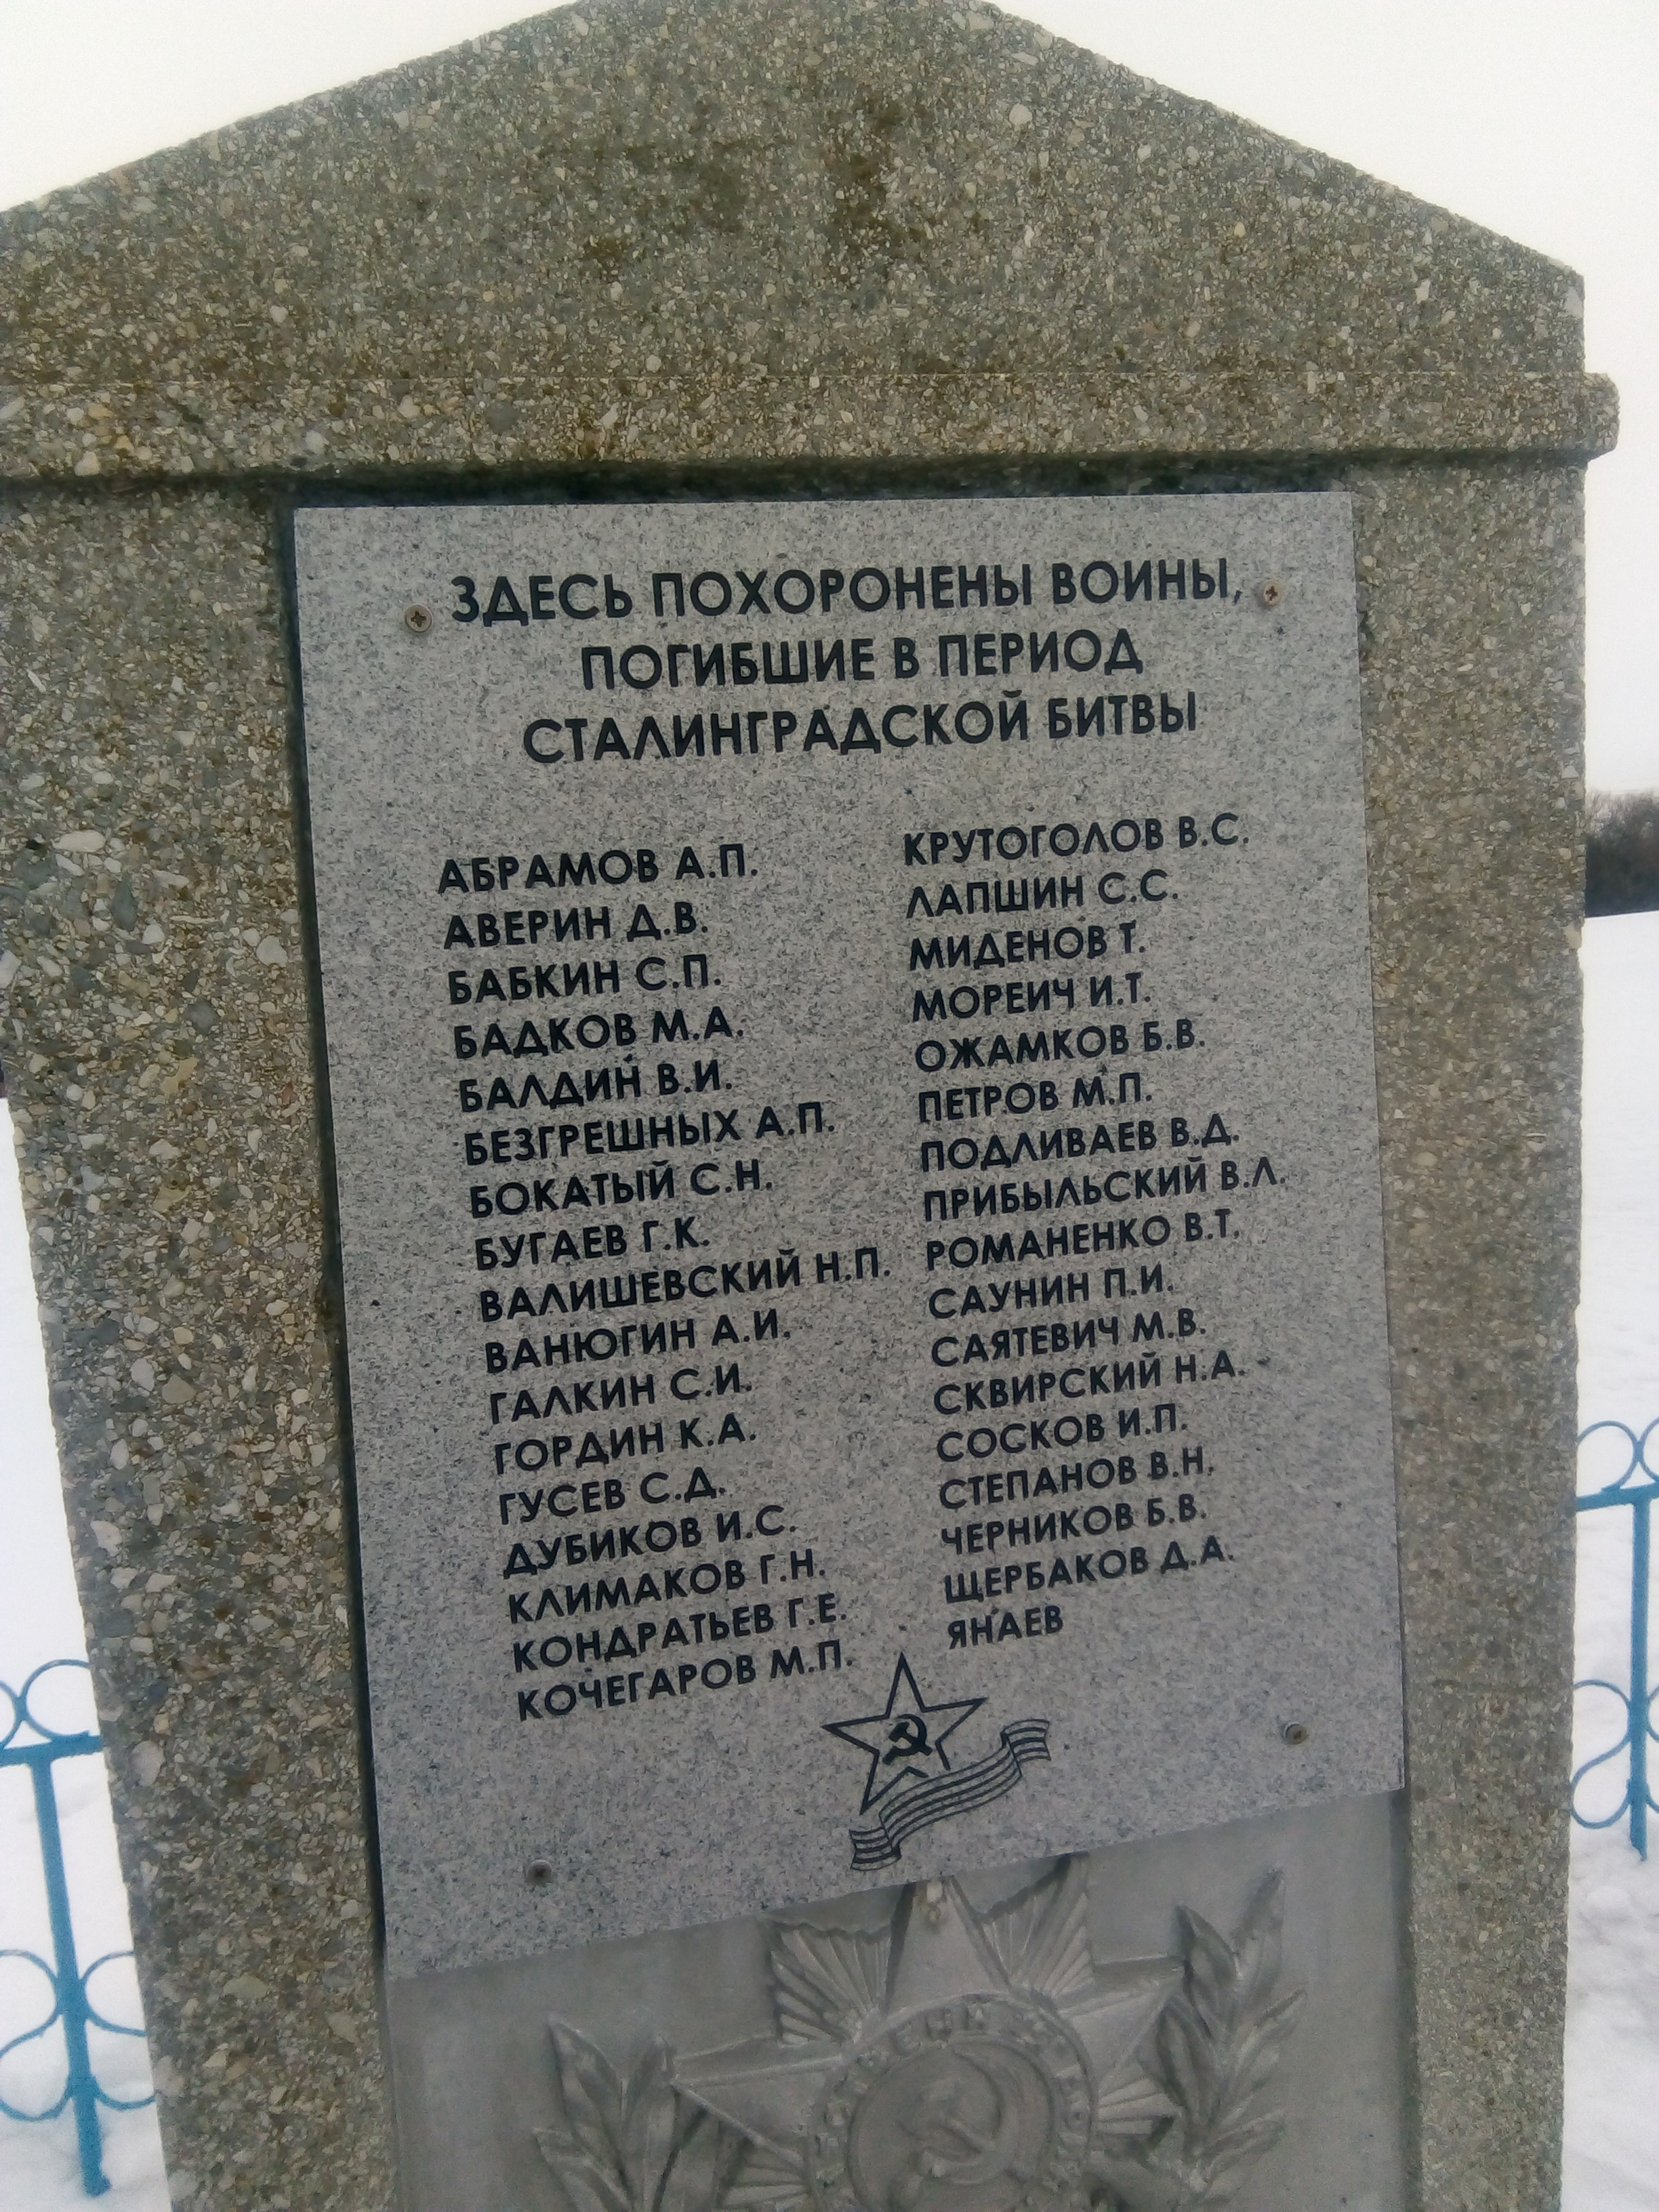 ЗДЕСЬ ПОХОРОНЕНЫ ВОИНЫ,
ПОГИБШИЕ В ПЕРИОД
СТАЛИНГРАДСКОЙ БИТВЫ
АБРАМОВ А.П.
АВЕРИН Д.В.
БАБКИН С.П.
БАДКОВ М.А.
БАЛДИН В.И.
БЕЗГРЕШНЫХ А.П.
БОКАТЫЙ С.Н.
БУГАЕВ Г.К.
ВАЛИШЕВСКИЙ Н.П.
ВАНЮГИН А.И.
ГАЛКИН С.И.
ГОРДИН К.А.
ГУСЕВ С.Д.
ДУБИКОВ И.С.
КЛИМАКОВ Г.Н.
КОНДРАТЬЕВ Г.Е.
КОЧЕГАРОВ М.П.
КРУТОГОЛОВ В.С.
ЛАПШИН С.С.
МИДЕНОВ Т.
МОРЕИЧ И.Т.
ОЖАМКОВ Б.В.
ПЕТРОВ М.П.
ПОДЛИВАЕВ В.Д.
ПРИБЫЛЬСКИЙ В.Л.
РОМАНЕНКО В.Т.
САУНИН П.И.
САЯТЕВИЧ М.В.
СКВИРСКИЙ Н.А.
СОСКОВ И.П.
СТЕПАНОВ В.Н.
ЧЕРНИКОВ Б.В.
ЩЕРБАКОВ Д.А.
ЯНАЕВ